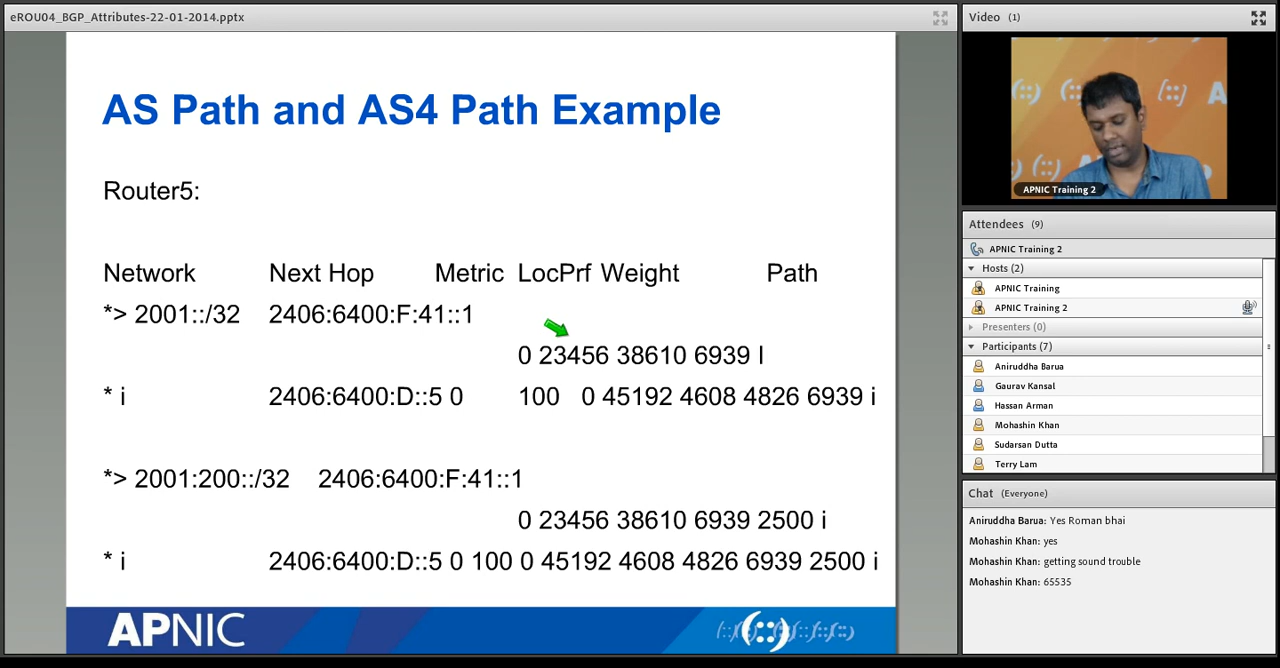 eROU04_BGP_Attributes-22-01-2014.pptx
AS Path and AS4 Path Example
Router5:
Network Next Hop Metric LocPrf Weight Path
*> 2001::/32 2406:6400:F:41::1
0 23456 38610 6939 I
* i 2406:6400:D::5 0 100 0 45192 4608 4826 6939 i
*> 2001:200::/32 2406:6400:F:41::1
0 23456 38610 6939 2500 i
* i 2406:6400:D::5 0 100 0 45192 4608 4826 6939 2500 i
APNIC
Video (1)
APNIC Training 2
Attendees (9)
APNIC Training 2
Hosts (2)
APNIC Training
APNIC Training 2
Presenters (0)
Participants (7)
Aniruddha Barua
Gaurav Kansal
Hassan Arman
Mohashin Khan
Sudarsan Dutta
Terry Lam
Chat (Everyone)
Aniruddha Barua: Yes Roman bhai
Mohashin Khan: yes
Mohashin Khan: getting sound trouble
Mohashin Khan: 65535